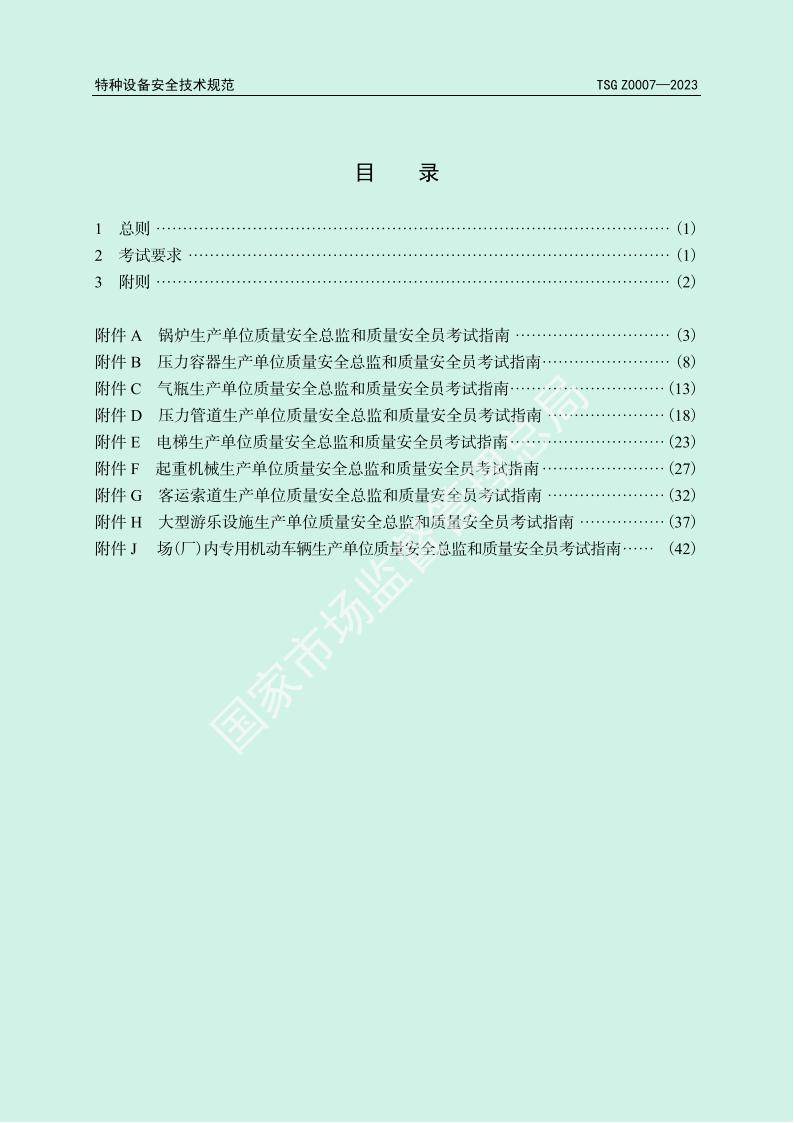 特种设备安全技术规范 TSG Z0007—2023
目 录
1 总则 ……………………………………………………………………………… (1)
2 考试要求 ………………………………………………………………………… (1)
3 附则 ……………………………………………………………………………… (2)
附件 A 锅炉生产单位质量安全总监和质量安全员考试指南 ………………………… (3)
附件 B 压力容器生产单位质量安全总监和质量安全员考试指南…………………… (8)
附件 C 气瓶生产单位质量安全总监和质量安全员考试指南…………………………(13)
附件 D 压力管道生产单位质量安全总监和质量安全员考试指南 …………………(18)
附件 E 电梯生产单位质量安全总监和质量安全员考试指南…………………………(23)
附件 F 起重机械生产单位质量安全总监和质量安全员考试指南……………………(27)
附件 G 客运索道生产单位质量安全总监和质量安全员考试指南 …………………(32)
附件 H 大型游乐设施生产单位质量安全总监和质量安全员考试指南 ……………(37)
附件 J 场(厂)内专用机动车辆生产单位质量安全总监和质量安全员考试指南…… (42)
国家市场监督管理总局